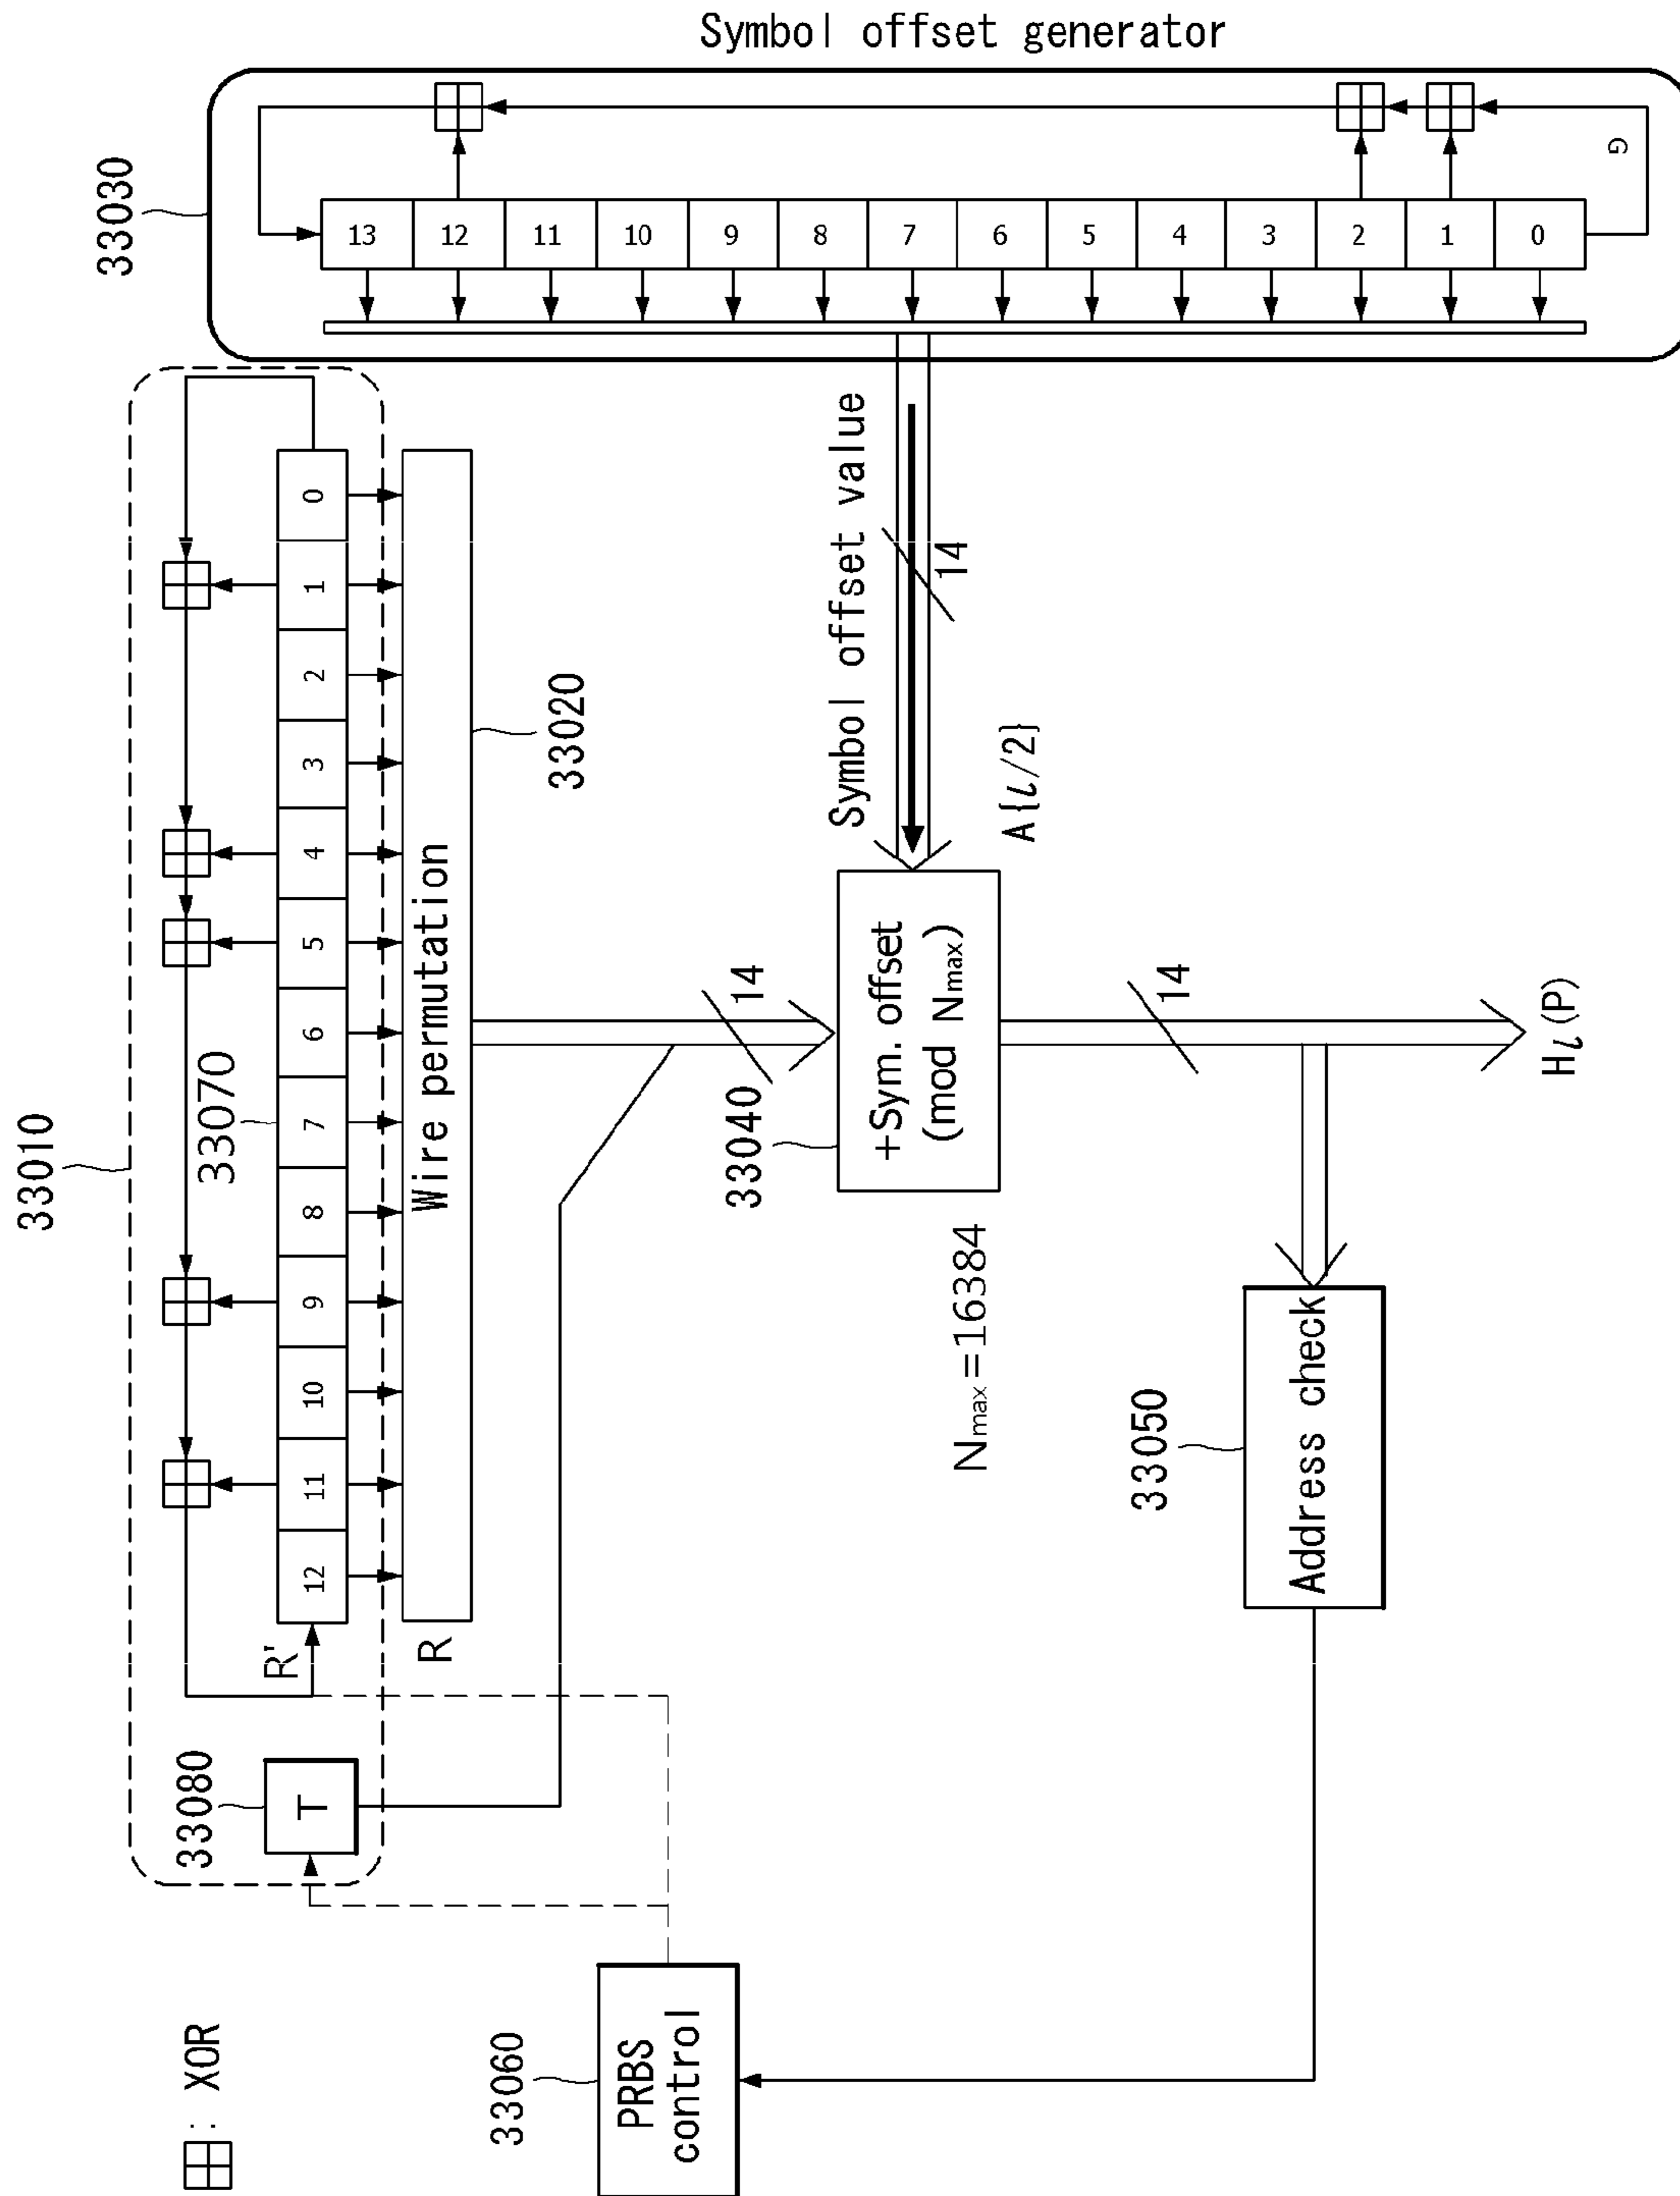 Symbol offset generator
33030
G
13
12
11
10
9
8
7
6
5
4
3
2
1
0
33010
33070
R'
12
11
10
9
8
7
6
5
4
3
2
1
0
R
Wire permutation
33020
33080
T
Symbol offset value
14
A{l/2}
14
33040
+Sym. offset
(mod Nmax)
Nmax=16384
14
Hl(P)
33050
Address check
33060
PRBS
control
: XOR